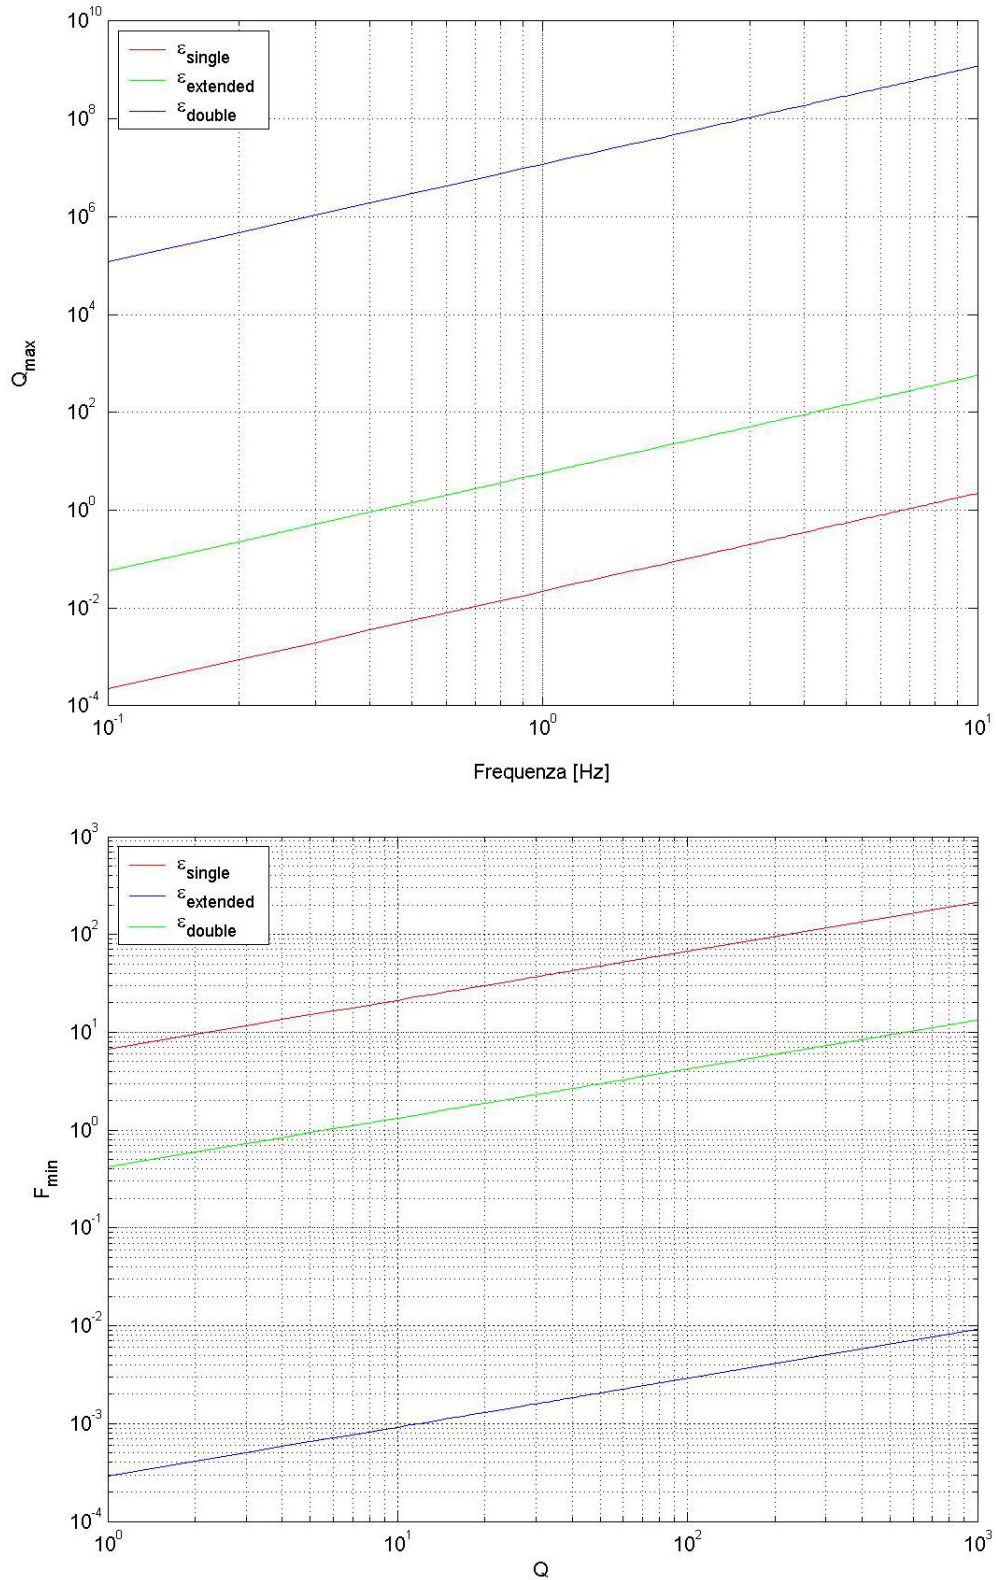 10^10
10^8
10^6
10^4
10^2
10^0
10^-2
10^-4
Q_max
ε_single
ε_extended
ε_double
10^-1 10^0 10^1
Frequenza [Hz]
10^3
10^2
10^1
10^0
10^-1
10^-2
10^-3
10^-4
F_min
ε_single
ε_extended
ε_double
10^0 10^1 10^2 10^3
Q